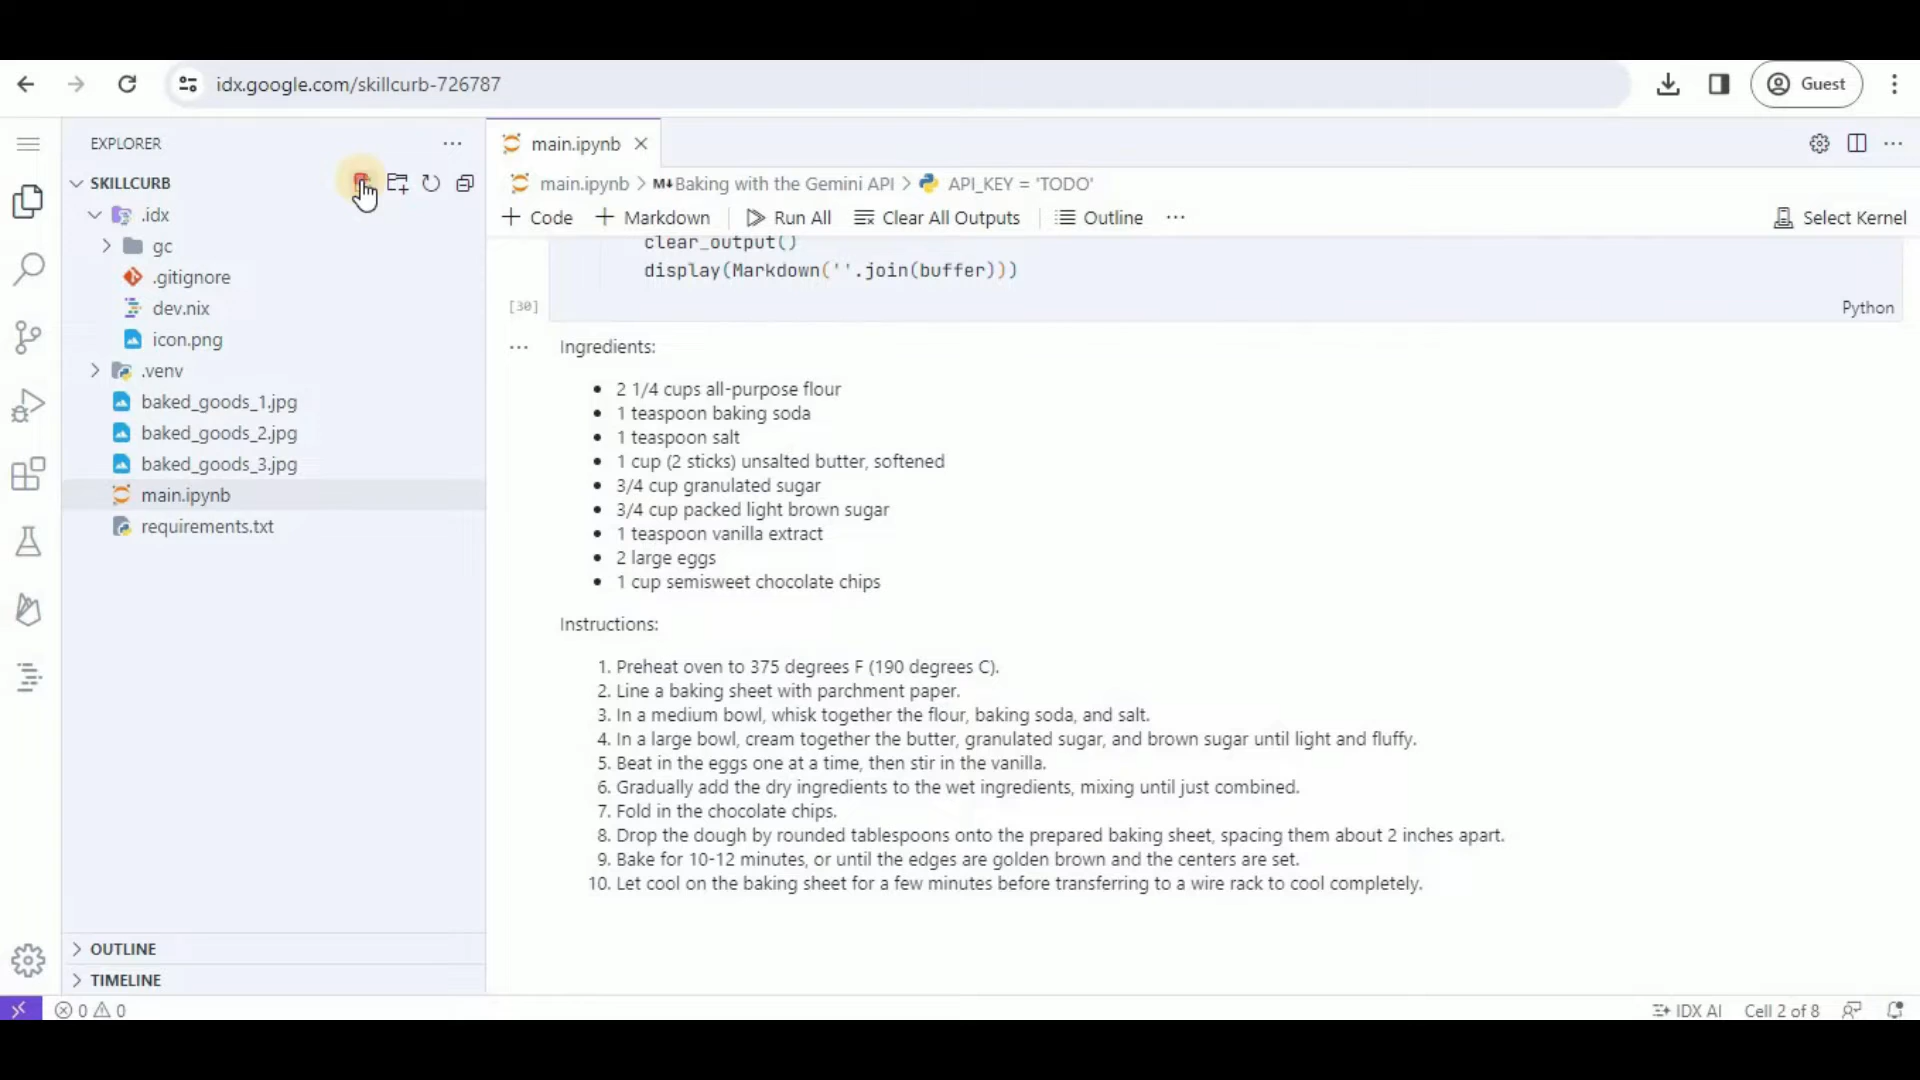 idx.google.com/skillcurb-726787
Guest
EXPLORER
main.ipynb
SKILLCURB
main.ipynb > M↓ Baking with the Gemini API > API_KEY = 'TODO'
.idx
+ Code + Markdown Run All Clear All Outputs Outline ... Select Kernel
gc
clear_output()
.gitignore
display(Markdown(''.join(buffer)))
dev.nix
[30]
Python
icon.png
... Ingredients:
.venv
baked_goods_1.jpg
• 2 1/4 cups all-purpose flour
• 1 teaspoon baking soda
baked_goods_2.jpg
• 1 teaspoon salt
baked_goods_3.jpg
• 1 cup (2 sticks) unsalted butter, softened
main.ipynb
• 3/4 cup granulated sugar
• 3/4 cup packed light brown sugar
requirements.txt
• 1 teaspoon vanilla extract
• 2 large eggs
• 1 cup semisweet chocolate chips
Instructions:
1. Preheat oven to 375 degrees F (190 degrees C).
2. Line a baking sheet with parchment paper.
3. In a medium bowl, whisk together the flour, baking soda, and salt.
4. In a large bowl, cream together the butter, granulated sugar, and brown sugar until light and fluffy.
5. Beat in the eggs one at a time, then stir in the vanilla.
6. Gradually add the dry ingredients to the wet ingredients, mixing until just combined.
7. Fold in the chocolate chips.
8. Drop the dough by rounded tablespoons onto the prepared baking sheet, spacing them about 2 inches apart.
9. Bake for 10-12 minutes, or until the edges are golden brown and the centers are set.
10. Let cool on the baking sheet for a few minutes before transferring to a wire rack to cool completely.
OUTLINE
TIMELINE
0 0
IDX AI Cell 2 of 8